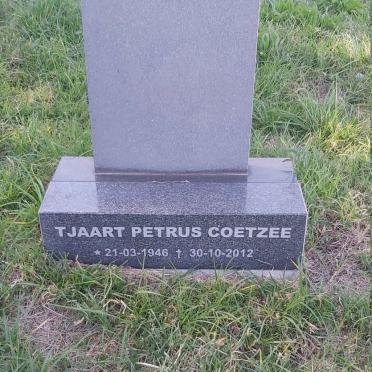 TJAART PETRUS COETZEE
* 21-03-1946 † 30-10-2012